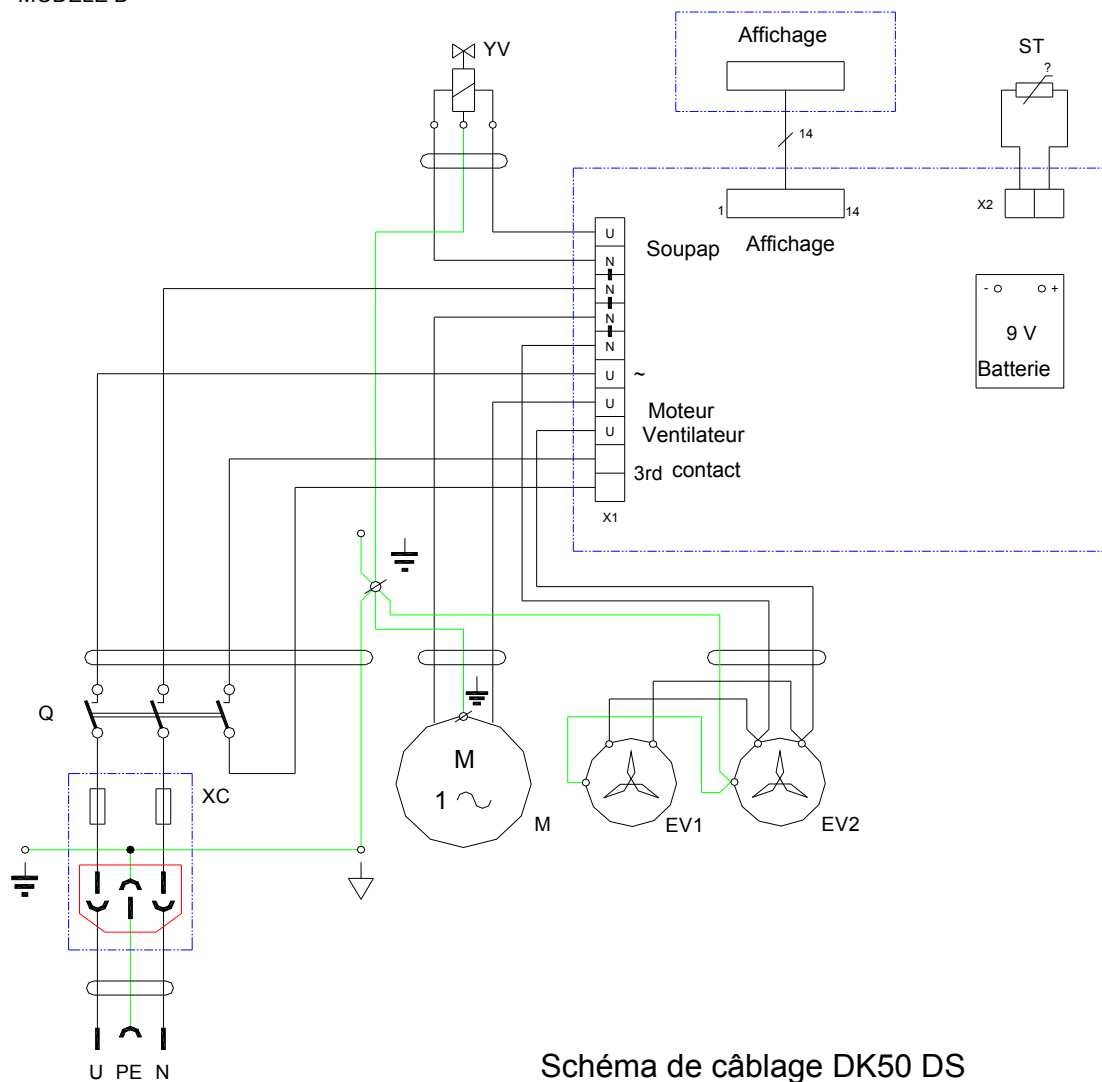 YV
Affichage
ST
?
14
X2
1
14
U
Soupap
Affichage
N
N
N
N
- +
9 V
Batterie
U
~
U
Moteur
U
Ventilateur
3rd contact
X1
Q
XC
M
1
M
EV1
EV2
U PE N
Schéma de câblage DK50 DS